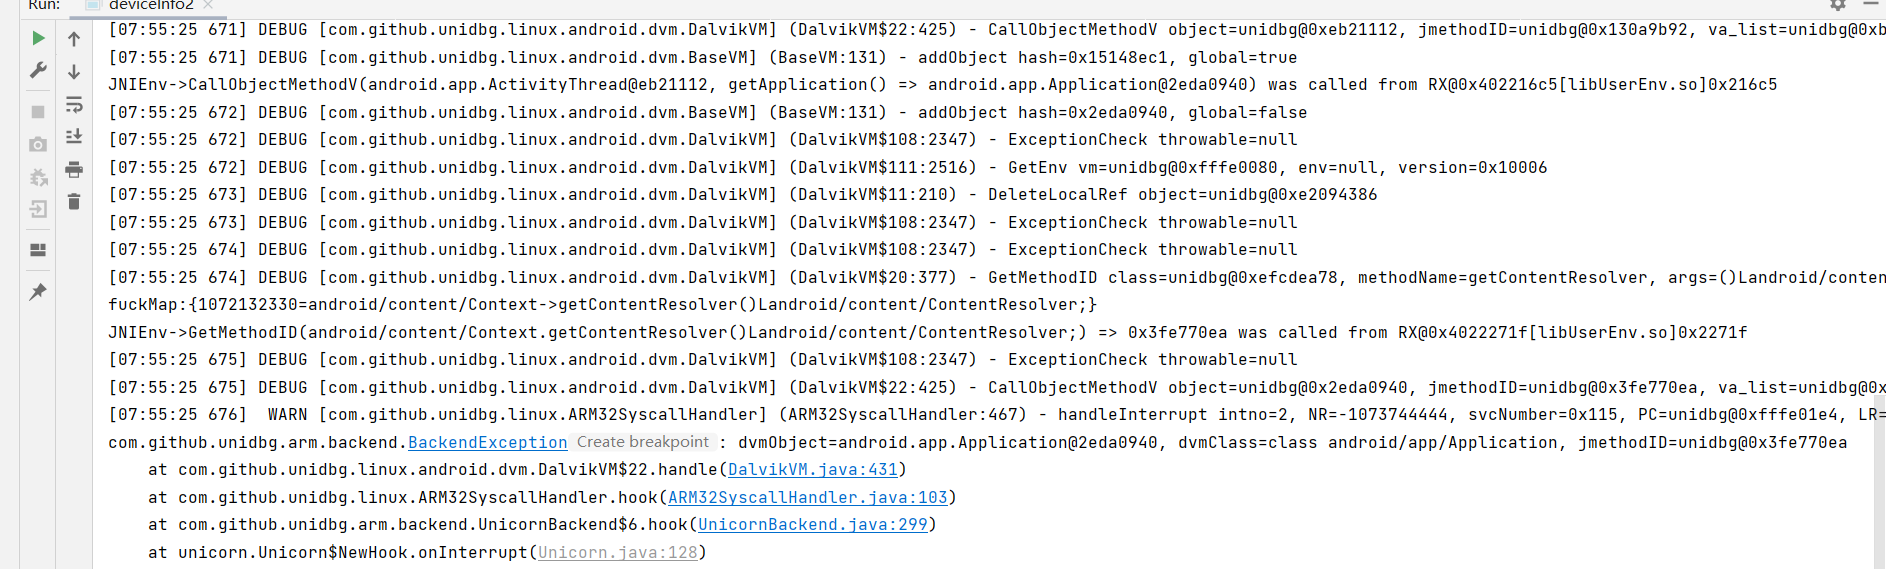 Run: deviceInfo2
[07:55:25 671] DEBUG [com.github.unidbg.linux.android.dvm.DalvikVM] (DalvikVM$22:425) - CallObjectMethodV object=unidbg@0xeb21112, jmethodID=unidbg@0x130a9b92, va_list=unidbg@0xb
[07:55:25 671] DEBUG [com.github.unidbg.linux.android.dvm.BaseVM] (BaseVM:131) - addObject hash=0x15148ec1, global=true
JNIEnv->CallObjectMethodV(android.app.ActivityThread@eb21112, getApplication() => android.app.Application@2eda0940) was called from RX@0x402216c5[libUserEnv.so]0x216c5
[07:55:25 672] DEBUG [com.github.unidbg.linux.android.dvm.BaseVM] (BaseVM:131) - addObject hash=0x2eda0940, global=false
[07:55:25 672] DEBUG [com.github.unidbg.linux.android.dvm.DalvikVM] (DalvikVM$108:2347) - ExceptionCheck throwable=null
[07:55:25 672] DEBUG [com.github.unidbg.linux.android.dvm.DalvikVM] (DalvikVM$111:2516) - GetEnv vm=unidbg@0xfffe0080, env=null, version=0x10006
[07:55:25 673] DEBUG [com.github.unidbg.linux.android.dvm.DalvikVM] (DalvikVM$11:210) - DeleteLocalRef object=unidbg@0xe2094386
[07:55:25 673] DEBUG [com.github.unidbg.linux.android.dvm.DalvikVM] (DalvikVM$108:2347) - ExceptionCheck throwable=null
[07:55:25 674] DEBUG [com.github.unidbg.linux.android.dvm.DalvikVM] (DalvikVM$108:2347) - ExceptionCheck throwable=null
[07:55:25 674] DEBUG [com.github.unidbg.linux.android.dvm.DalvikVM] (DalvikVM$20:377) - GetMethodID class=unidbg@0xefcdea78, methodName=getContentResolver, args=()Landroid/conten
fuckMap:{1072132330=android/content/Context->getContentResolver()Landroid/content/ContentResolver;}
JNIEnv->GetMethodID(android/content/Context.getContentResolver()Landroid/content/ContentResolver;) => 0x3fe770ea was called from RX@0x4022271f[libUserEnv.so]0x2271f
[07:55:25 675] DEBUG [com.github.unidbg.linux.android.dvm.DalvikVM] (DalvikVM$108:2347) - ExceptionCheck throwable=null
[07:55:25 675] DEBUG [com.github.unidbg.linux.android.dvm.DalvikVM] (DalvikVM$22:425) - CallObjectMethodV object=unidbg@0x2eda0940, jmethodID=unidbg@0x3fe770ea, va_list=unidbg@0x
[07:55:25 676]  WARN [com.github.unidbg.linux.ARM32SyscallHandler] (ARM32SyscallHandler:467) - handleInterrupt intno=2, NR=-1073744444, svcNumber=0x115, PC=unidbg@0xfffe01e4, LR=
com.github.unidbg.arm.backend.BackendException Create breakpoint : dvmObject=android.app.Application@2eda0940, dvmClass=class android/app/Application, jmethodID=unidbg@0x3fe770ea
at com.github.unidbg.linux.android.dvm.DalvikVM$22.handle(DalvikVM.java:431)
at com.github.unidbg.linux.ARM32SyscallHandler.hook(ARM32SyscallHandler.java:103)
at com.github.unidbg.arm.backend.UnicornBackend$6.hook(UnicornBackend.java:299)
at unicorn.Unicorn$NewHook.onInterrupt(Unicorn.java:128)